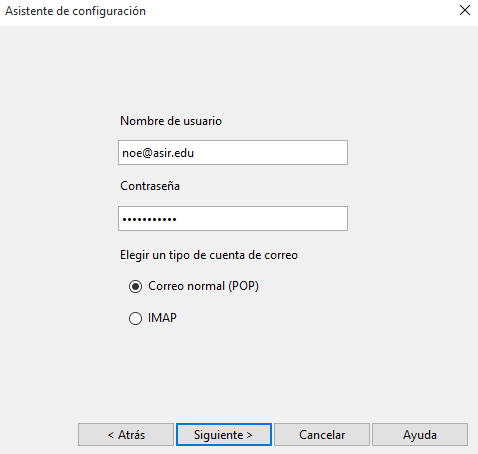 Asistente de configuración
Nombre de usuario
noe@asir.edu
Contraseña
•••••••••••
Elegir un tipo de cuenta de correo
Correo normal (POP)
IMAP
< Atrás
Siguiente >
Cancelar
Ayuda